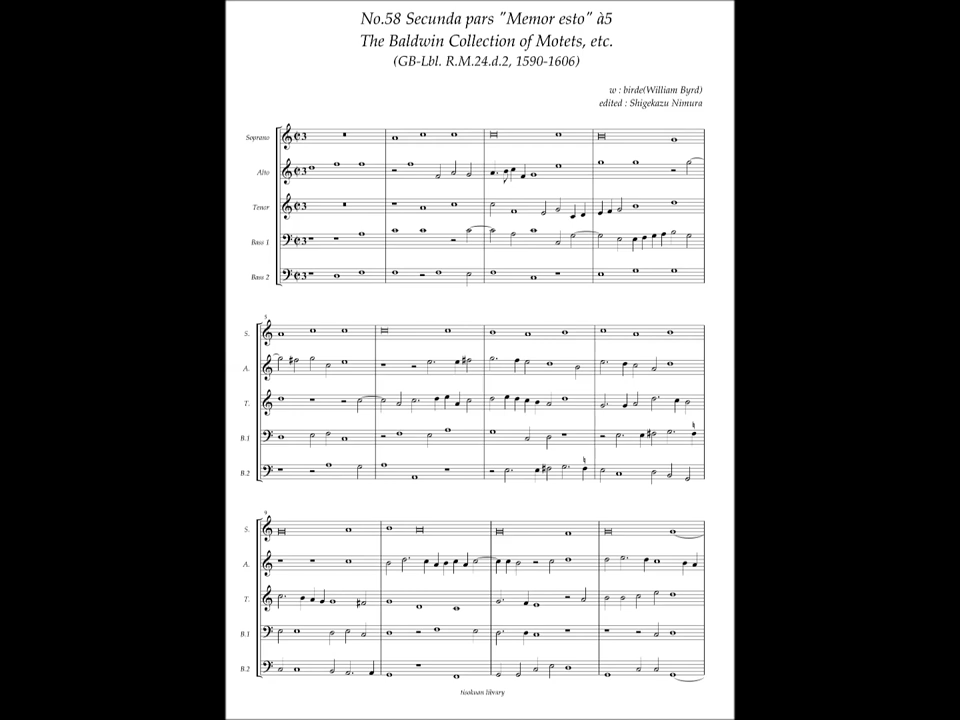 No.58 Secunda pars "Memor esto" à5
The Baldwin Collection of Motets, etc.
(GB-Lbl. R.M.24.d.2, 1590-1606)
w : birde(William Byrd)
edited : Shigekazu Nimura
Soprano
Alto
Tenor
Bass 1
Bass 2
5
S.
A.
T.
B.1
B.2
9
S.
A.
T.
B.1
B.2
tsukuan library